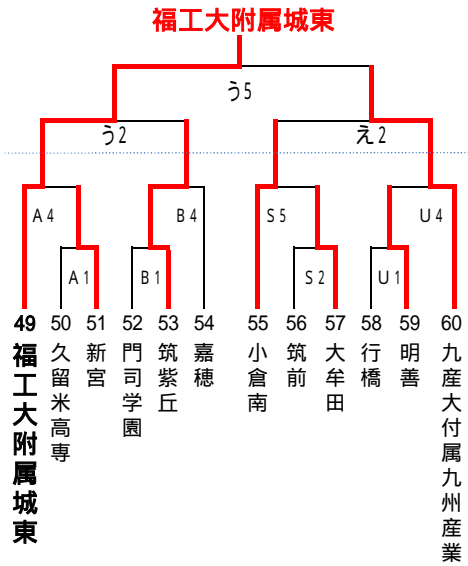 福工大附属城東
う5
う2
え2
A4
B4
S5
U4
A1
B1
S2
U1
49
50
51
52
53
54
55
56
57
58
59
60
福工大附属城東
久留米高専
新宮
門司学園
筑紫丘
嘉穂
小倉南
筑前
大牟田
行橋
明善
九産大付属九州産業